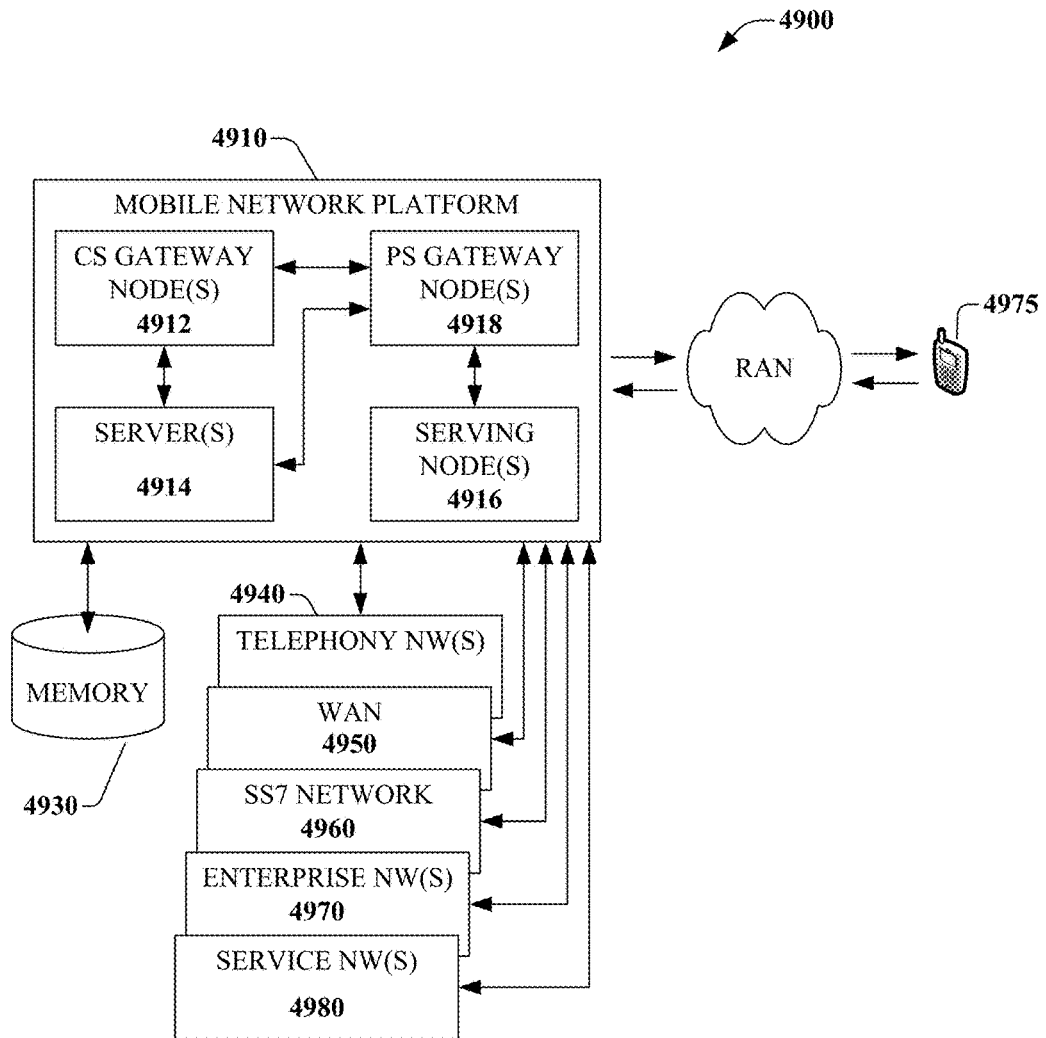 4900
4910
MOBILE NETWORK PLATFORM
CS GATEWAY
NODE(S)
4912
PS GATEWAY
NODE(S)
4918
SERVER(S)
4914
SERVING
NODE(S)
4916
RAN
4975
4940
TELEPHONY NW(S)
MEMORY
4930
WAN
4950
SS7 NETWORK
4960
ENTERPRISE NW(S)
4970
SERVICE NW(S)
4980